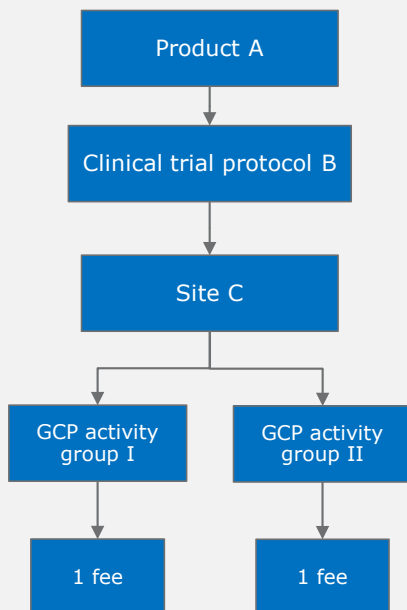 Product A
Clinical trial protocol B
Site C
GCP activity
group I
GCP activity
group II
1 fee
1 fee